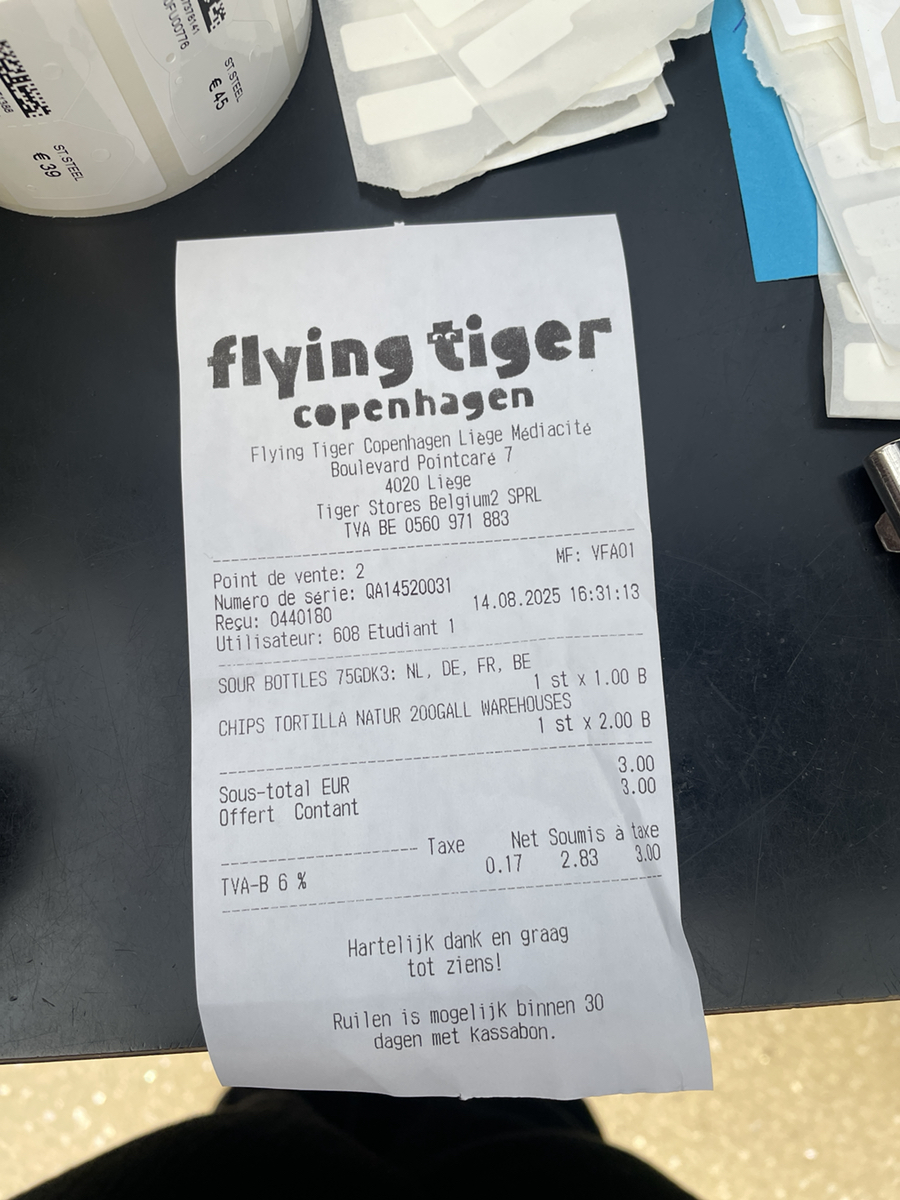 ST.STEEL
€ 45
ST.STEEL
€ 39
flying tiger
copenhagen
Flying Tiger Copenhagen Liège Médiacité
Boulevard Pointcaré 7
4020 Liège
Tiger Stores Belgium2 SPRL
TVA BE 0560 971 883
Point de vente: 2 MF: VFA01
Numéro de série: QA14520031
Reçu: 0440180 14.08.2025 16:31:13
Utilisateur: 608 Etudiant 1
SOUR BOTTLES 75GDK3: NL, DE, FR, BE
1 st x 1.00 B
CHIPS TORTILLA NATUR 200GALL WAREHOUSES
1 st x 2.00 B
Sous-total EUR 3.00
Offert Contant 3.00
Taxe Net Soumis à taxe
TVA-B 6 % 0.17 2.83 3.00
Hartelijk dank en graag
tot ziens!
Ruilen is mogelijk binnen 30
dagen met Kassabon.